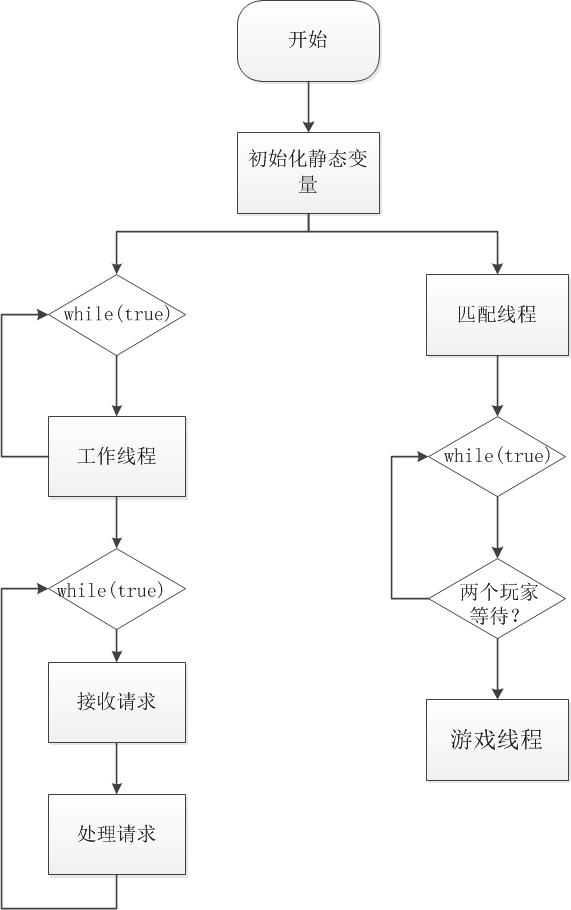 开始
初始化静态变
量
while(true)
匹配线程
工作线程
while(true)
while(true)
两个玩家
等待？
接收请求
游戏线程
处理请求